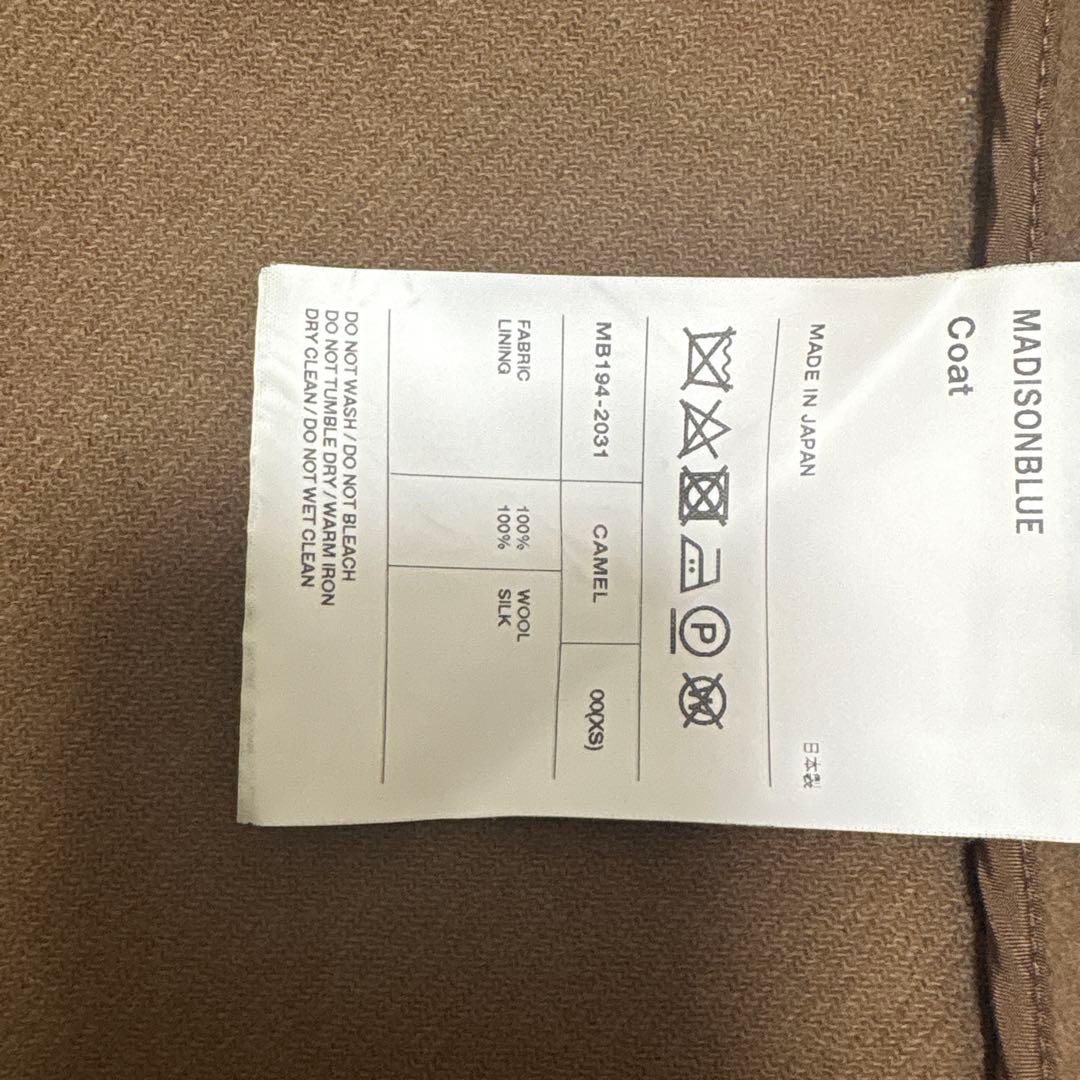 MADISONBLUE
Coat
MADE IN JAPAN 日本製
P
W
MB194-2031 CAMEL 00(XS)
FABRIC 100% WOOL
LINING 100% SILK
DO NOT WASH / DO NOT BLEACH
DO NOT TUMBLE DRY / WARM IRON
DRY CLEAN / DO NOT WET CLEAN